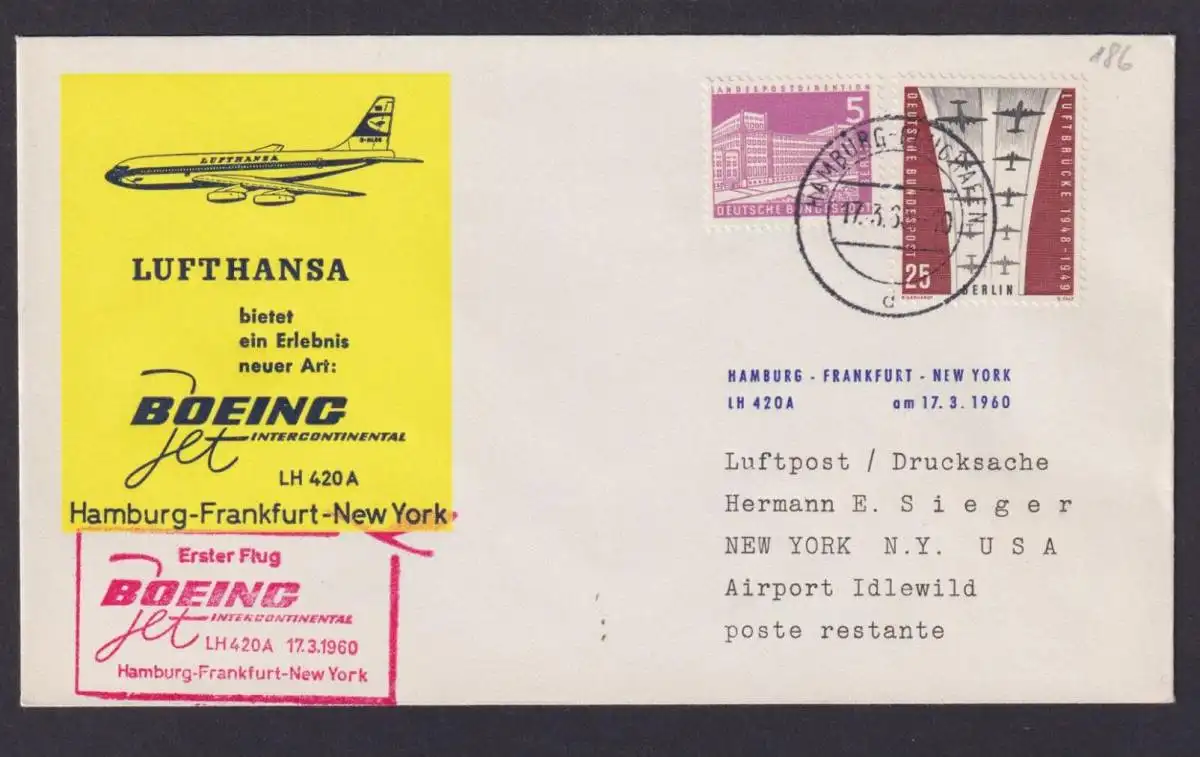 186
LUFTHANSA
LUFTHANSA
bietet
ein Erlebnis
neuer Art:
BOEING
jet INTERCONTINENTAL
LH 420 A
Hamburg-Frankfurt-New York
Erster Flug
BOEING
jet INTERCONTINENTAL
LH 420A 17.3.1960
Hamburg-Frankfurt-New York
LANDESPOSTDIREKTION
5
DEUTSCHE BUNDESPOST
DEUTSCHE BUNDESPOST
LUFTBRÜCKE 1948-1949
25
BERLIN
HAMBURG
17.3.
d
HAMBURG - FRANKFURT - NEW YORK
LH 420A am 17. 3. 1960
Luftpost / Drucksache
Hermann E. S i e g e r
NEW YORK N.Y. U S A
Airport Idlewild
poste restante